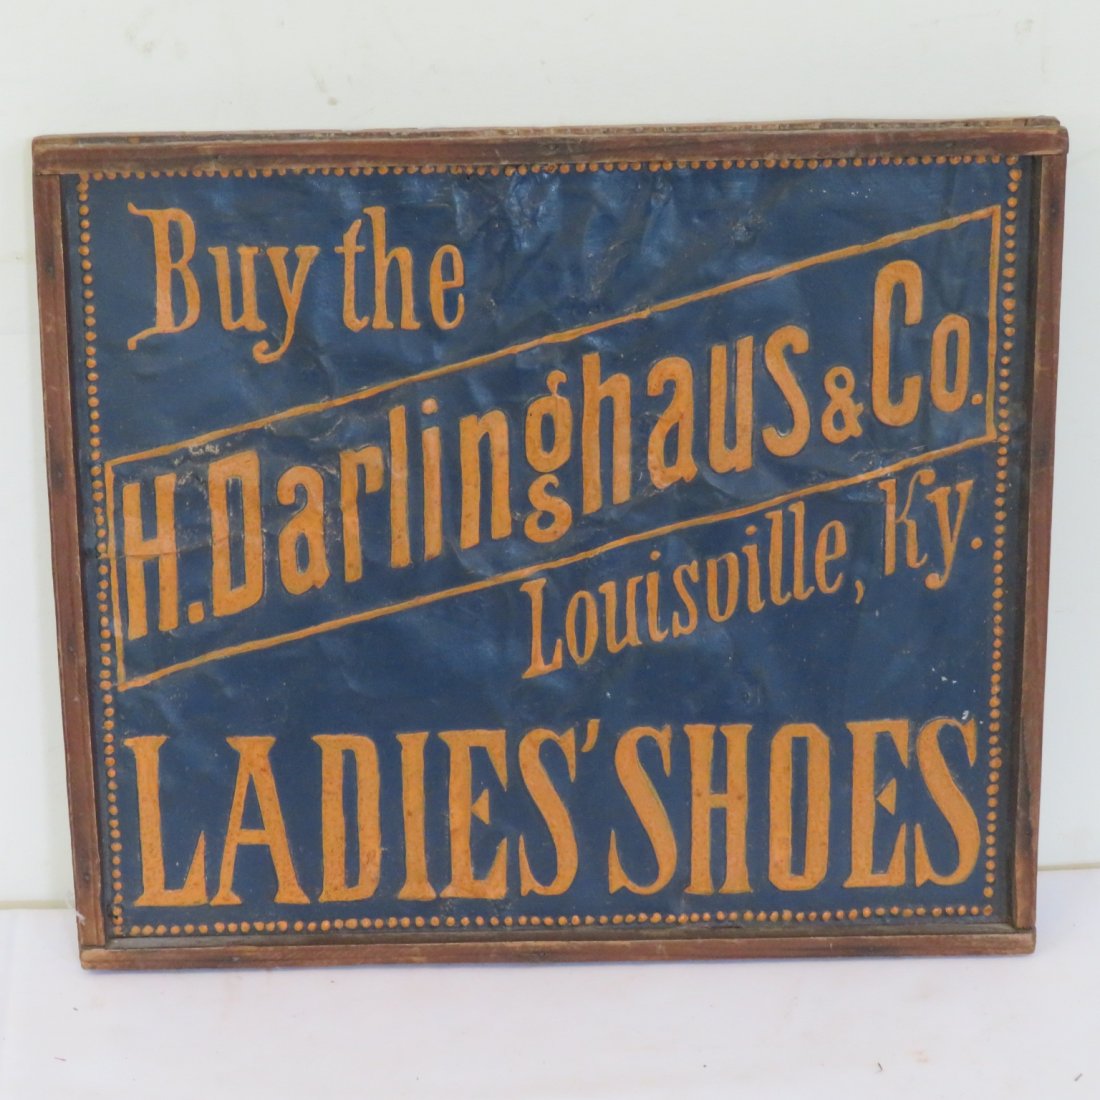 Buy the
H. Darlinghaus & Co.
Louisville, Ky.
LADIES' SHOES